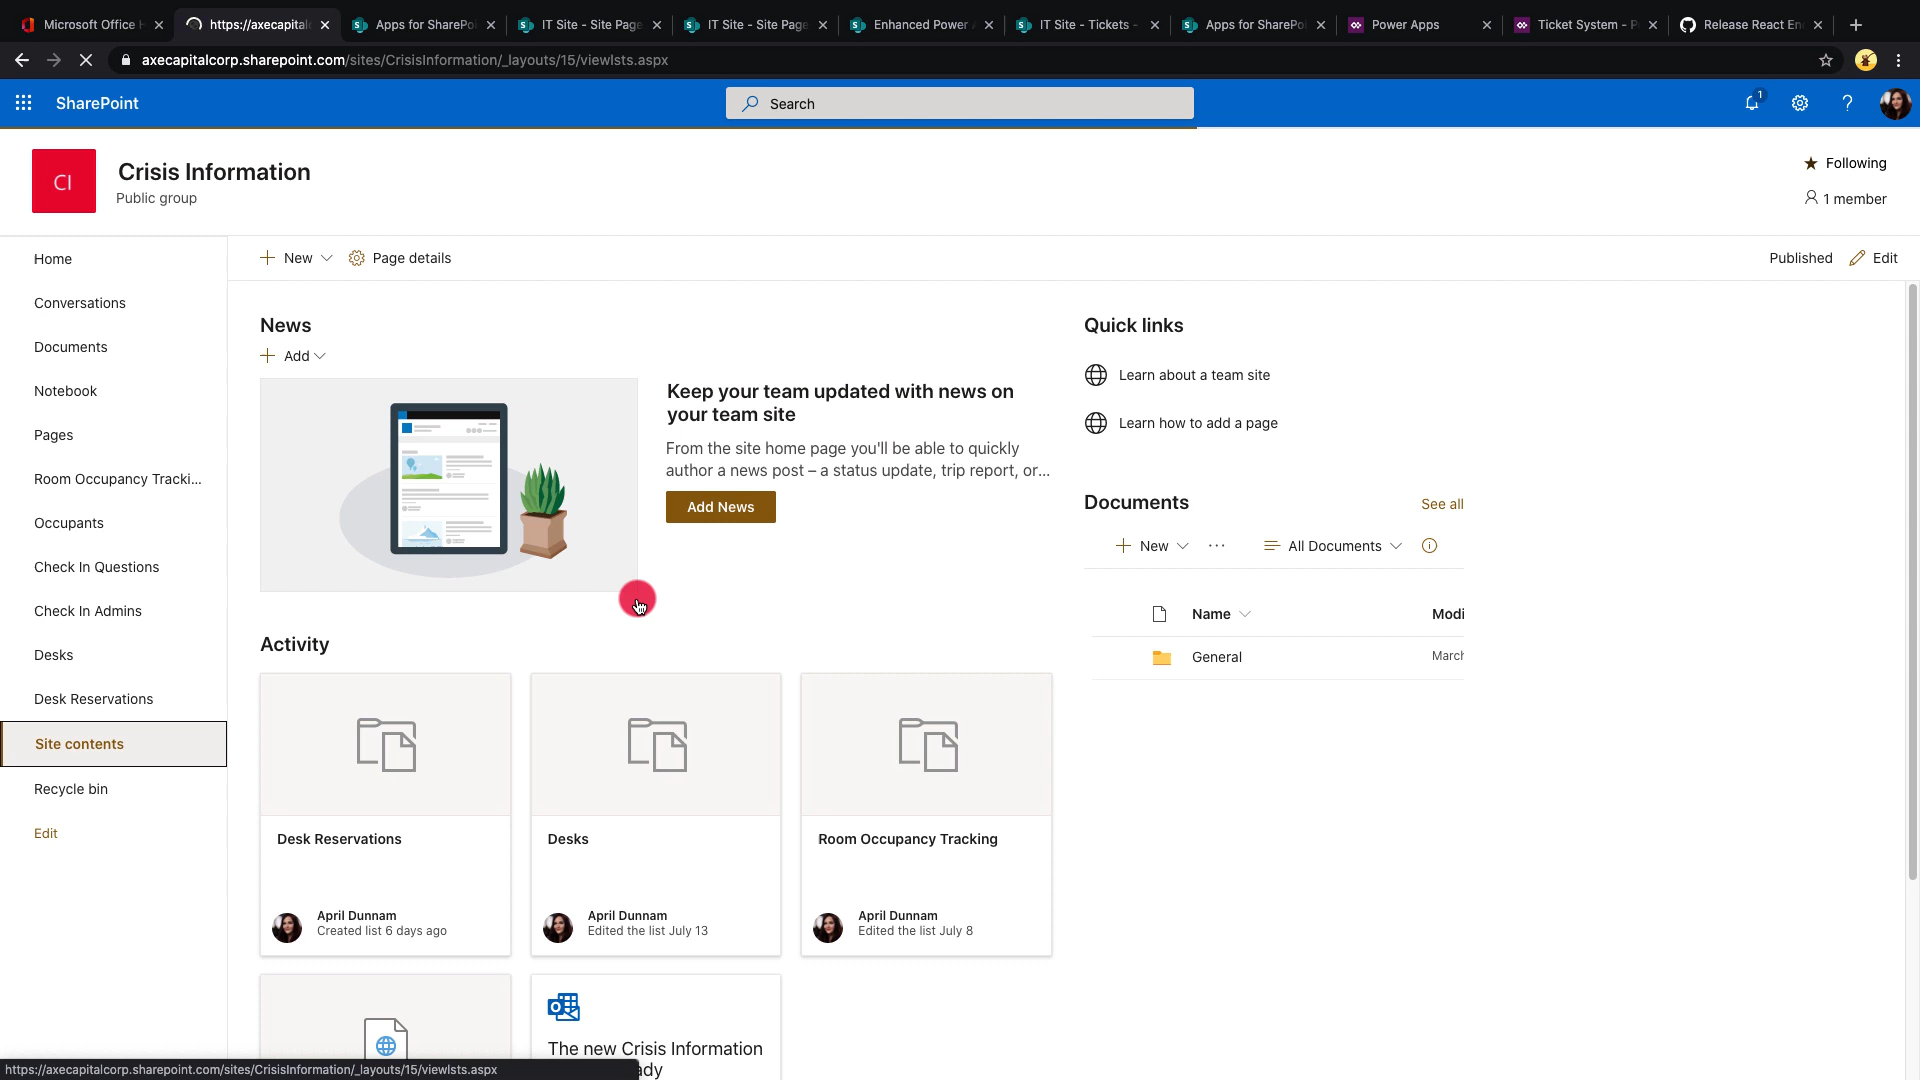 Microsoft Office H
https://axecapital
Apps for SharePoi
IT Site - Site Page
IT Site - Site Page
Enhanced Power A
IT Site - Tickets -
Apps for SharePoi
Power Apps
Ticket System - P
Release React En
axecapitalcorp.sharepoint.com/sites/CrisisInformation/_layouts/15/viewlsts.aspx
SharePoint
Search
1
?
CI
Crisis Information
Public group
Following
1 member
Home
Conversations
Documents
Notebook
Pages
Room Occupancy Tracki...
Occupants
Check In Questions
Check In Admins
Desks
Desk Reservations
Site contents
Recycle bin
Edit
New
Page details
Published
Edit
News
Add
Keep your team updated with news on
your team site
From the site home page you'll be able to quickly
author a news post – a status update, trip report, or...
Add News
Quick links
Learn about a team site
Learn how to add a page
Documents
See all
New
All Documents
Name
Modi
General
March
Activity
Desk Reservations
April Dunnam
Created list 6 days ago
Desks
April Dunnam
Edited the list July 13
Room Occupancy Tracking
April Dunnam
Edited the list July 8
The new Crisis Information
ady
https://axecapitalcorp.sharepoint.com/sites/CrisisInformation/_layouts/15/viewlsts.aspx